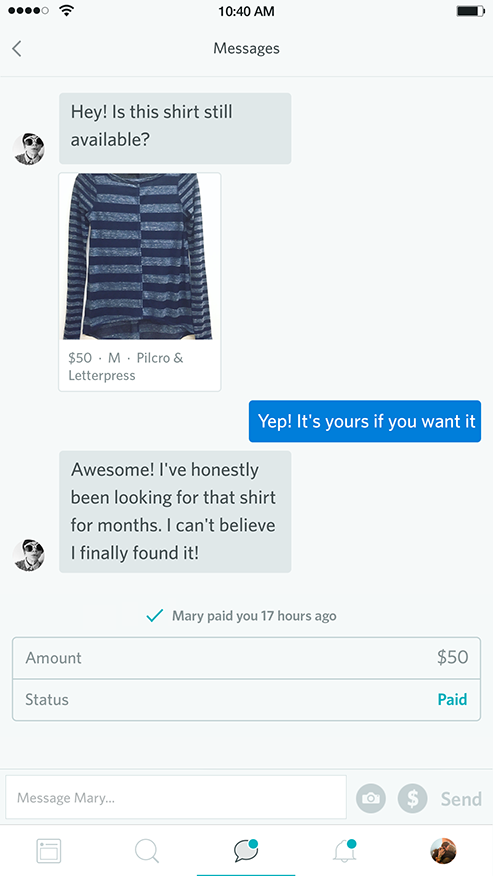 10:40 AM
Messages
Hey! Is this shirt still
available?
$50 · M · Pilcro &
Letterpress
Yep! It's yours if you want it
Awesome! I've honestly
been looking for that shirt
for months. I can't believe
I finally found it!
Mary paid you 17 hours ago
Amount $50
Status Paid
Message Mary...
$ Send